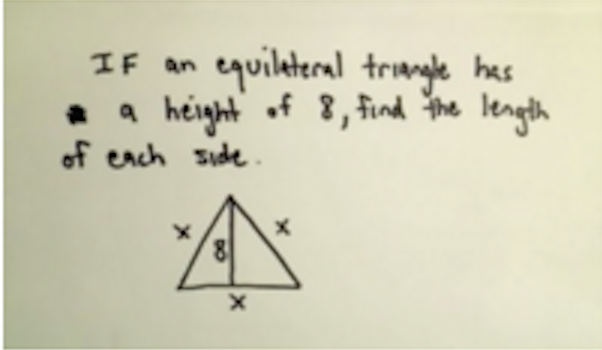 IF an equilateral triangle has
a height of 8, find the length
of each side.
x
x
8
x